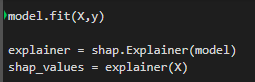 model.fit(X,y)
explainer = shap.Explainer(model)
shap_values = explainer(X)